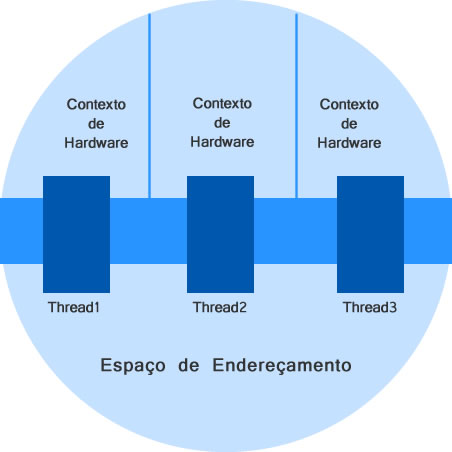 Contexto
de
Hardware
Contexto
de
Hardware
Contexto
de
Hardware
Thread1
Thread2
Thread3
Espaço de Endereçamento